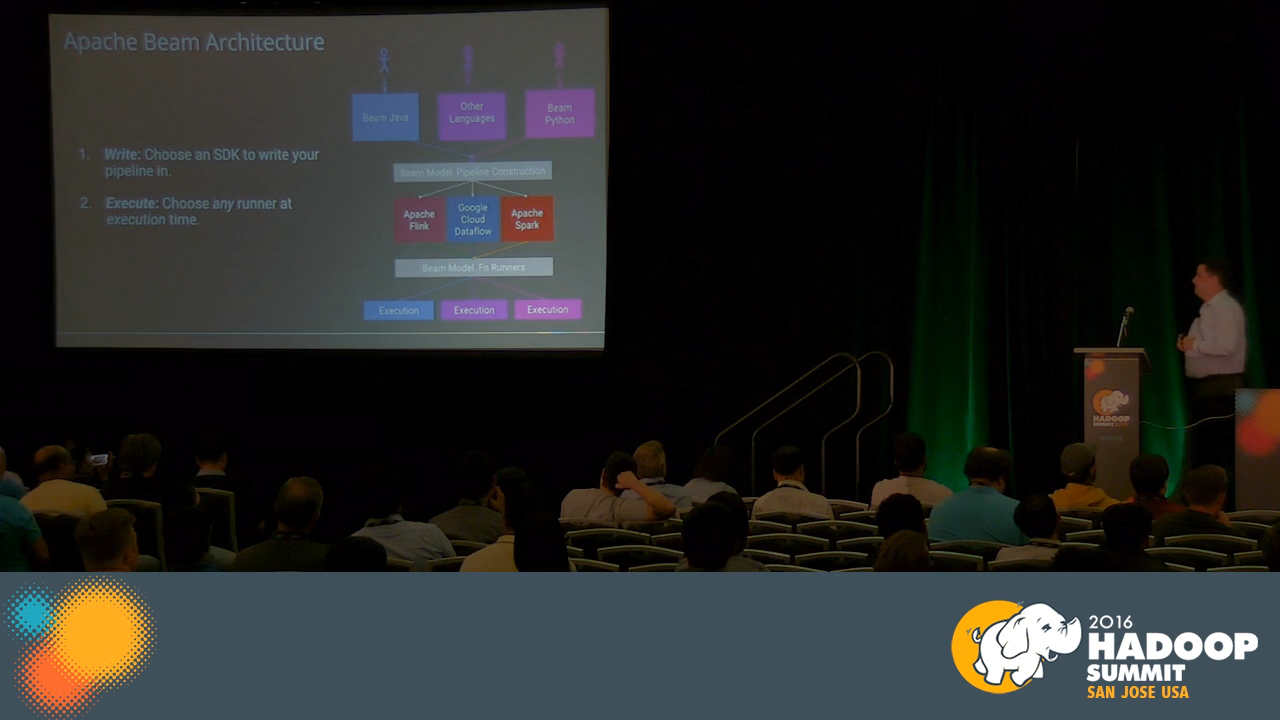 Apache Beam Architecture
1. Write: Choose an SDK to write your
pipeline in.
2. Execute: Choose any runner at
execution time.
Beam Java
Other
Languages
Beam
Python
Beam Model: Pipeline Construction
Apache
Flink
Google
Cloud
Dataflow
Apache
Spark
Beam Model: Fn Runners
Execution
Execution
Execution
HADOOP
SUMMIT
2016
HADOOP
SUMMIT
SAN JOSE USA